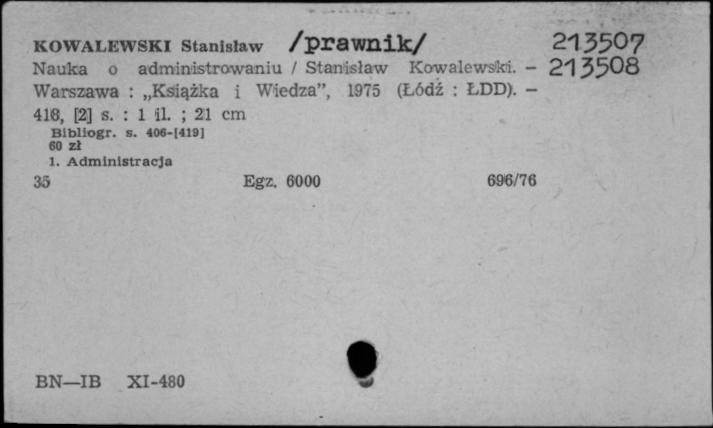 KOWALEWSKI Stanisław /prawnik/ 213507
Nauka o administrowaniu / Stanisław Kowalewski. – 213508
Warszawa : „Książka i Wiedza”, 1975 (Łódź : ŁDD). –
418, [2] s. : 1 il. ; 21 cm
Bibliogr. s. 406-[419]
60 zł
1. Administracja
35 Egz. 6000 696/76
BN—IB XI-480